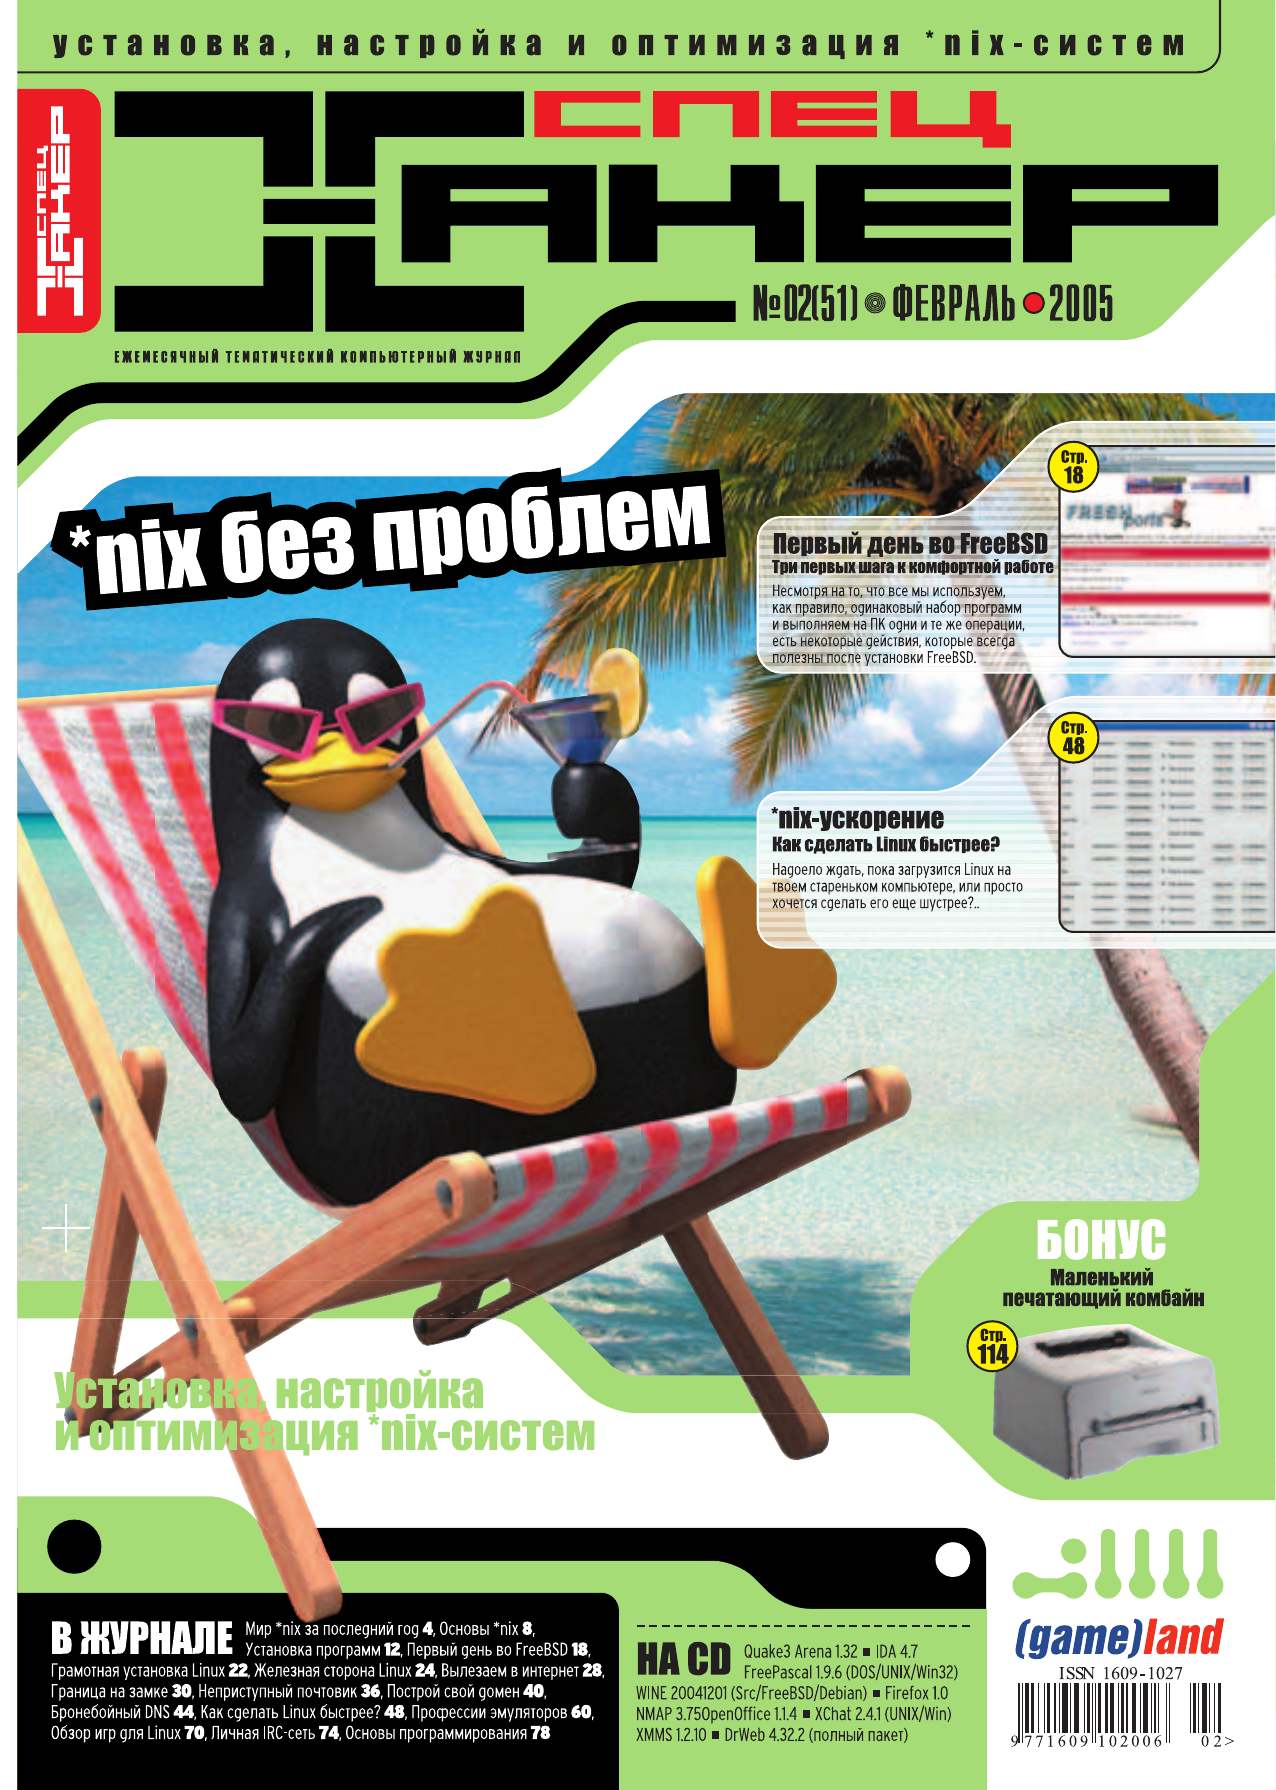 установка, настройка и оптимизация *nix-систем
СПЕЦ
ХАКЕР
СПЕЦ
ХАКЕР
№02(51) ФЕВРАЛЬ 2005
ЕЖЕМЕСЯЧНЫЙ ТЕМАТИЧЕСКИЙ КОМПЬЮТЕРНЫЙ ЖУРНАЛ
*nix без проблем
Стр.
18
FRESH
ports
Первый день во FreeBSD
Три первых шага к комфортной работе
Несмотря на то, что все мы используем,
как правило, одинаковый набор программ
и выполняем на ПК одни и те же операции,
есть некоторые действия, которые всегда
полезны после установки FreeBSD.
Стр.
48
*nix-ускорение
Как сделать Linux быстрее?
Надоело ждать, пока загрузится Linux на
твоем стареньком компьютере, или просто
хочется сделать его еще шустрее?..
БОНУС
Маленький
печатающий комбайн
Стр.
114
Установка, настройка
и оптимизация *nix-систем
В ЖУРНАЛЕ Мир *nix за последний год 4, Основы *nix 8,
Установка программ 12, Первый день во FreeBSD 18,
Грамотная установка Linux 22, Железная сторона Linux 24, Вылезаем в интернет 28,
Граница на замке 30, Неприступный почтовик 36, Построй свой домен 40,
Бронебойный DNS 44, Как сделать Linux быстрее? 48, Профессии эмуляторов 60,
Обзор игр для Linux 70, Личная IRC-сеть 74, Основы программирования 78
НА CD Quake3 Arena 1.32 ■ IDA 4.7
FreePascal 1.9.6 (DOS/UNIX/Win32)
WINE 20041201 (Src/FreeBSD/Debian) ■ Firefox 1.0
NMAP 3.75OpenOffice 1.1.4 ■ XChat 2.4.1 (UNIX/Win)
XMMS 1.2.10 ■ DrWeb 4.32.2 (полный пакет)
(game)land
ISSN 1609-1027
9 771609 102006 02>